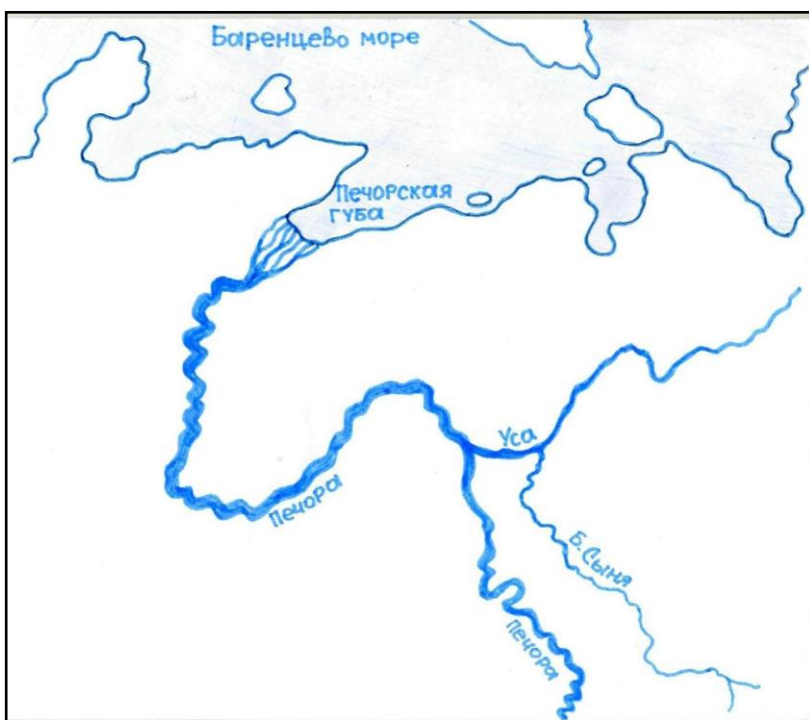 Баренцево море
Печорская
губа
Уса
Печора
Б. Сыня
Печора